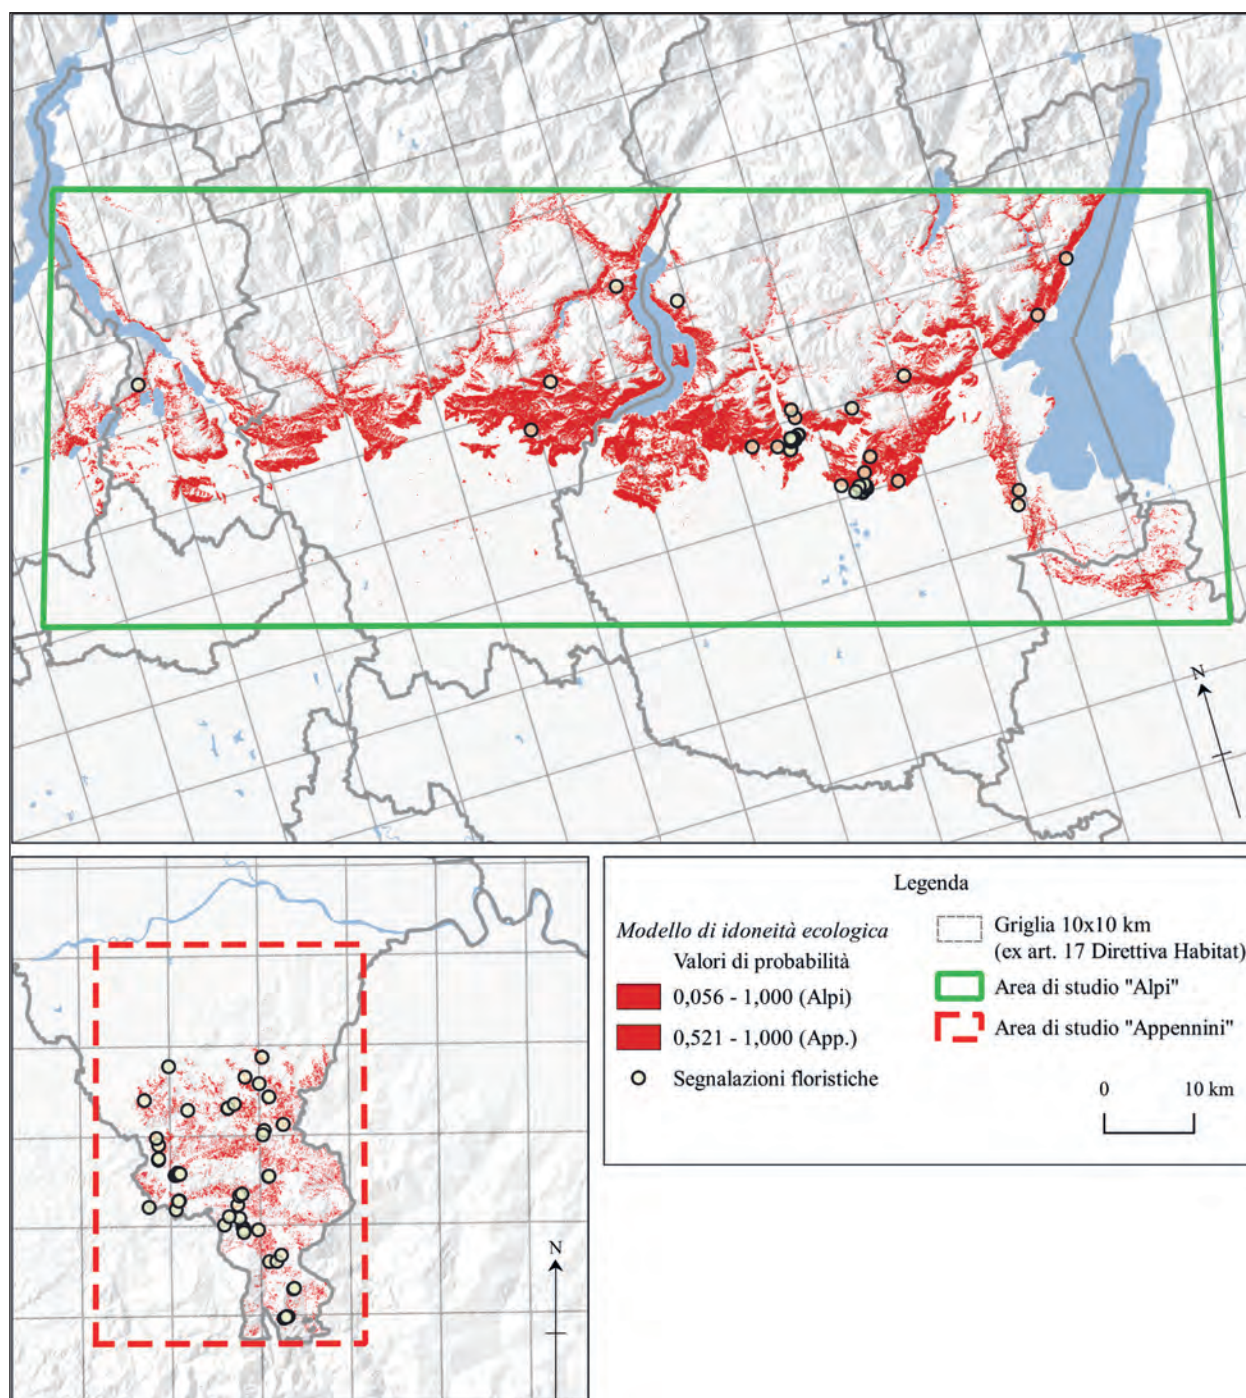 N
N
Legenda
Modello di idoneità ecologica
Valori di probabilità
0,056 - 1,000 (Alpi)
0,521 - 1,000 (App.)
Segnalazioni floristiche
Griglia 10x10 km
(ex art. 17 Direttiva Habitat)
Area di studio "Alpi"
Area di studio "Appennini"
0 10 km